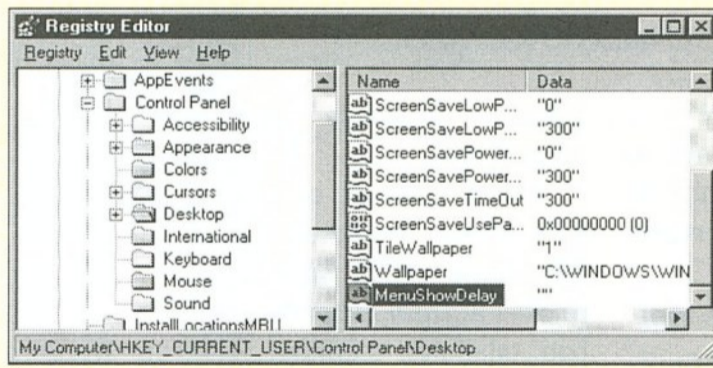 Registry Editor
Registry Edit View Help
AppEvents
Control Panel
Accessibility
Appearance
Colors
Cursors
Desktop
International
Keyboard
Mouse
Sound
InstallLocationsMRU
Name Data
ScreenSaveLowP... "0"
ScreenSaveLowP... "300"
ScreenSavePower... "0"
ScreenSavePower... "300"
ScreenSaveTimeOut "300"
ScreenSaveUsePa... 0x00000000 (0)
TileWallpaper "1"
Wallpaper "C:\WINDOWS\WIN
MenuShowDelay ""
My Computer\HKEY_CURRENT_USER\Control Panel\Desktop